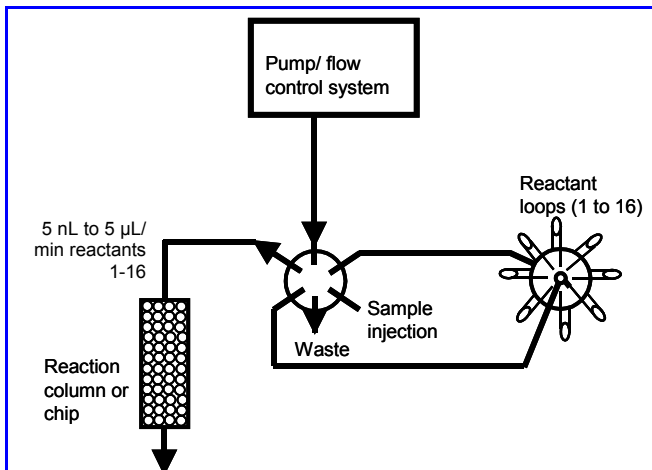 Pump/ flow
control system
Reactant
loops (1 to 16)
5 nL to 5 µL/
min reactants
1-16
Sample
injection
Waste
Reaction
column or
chip